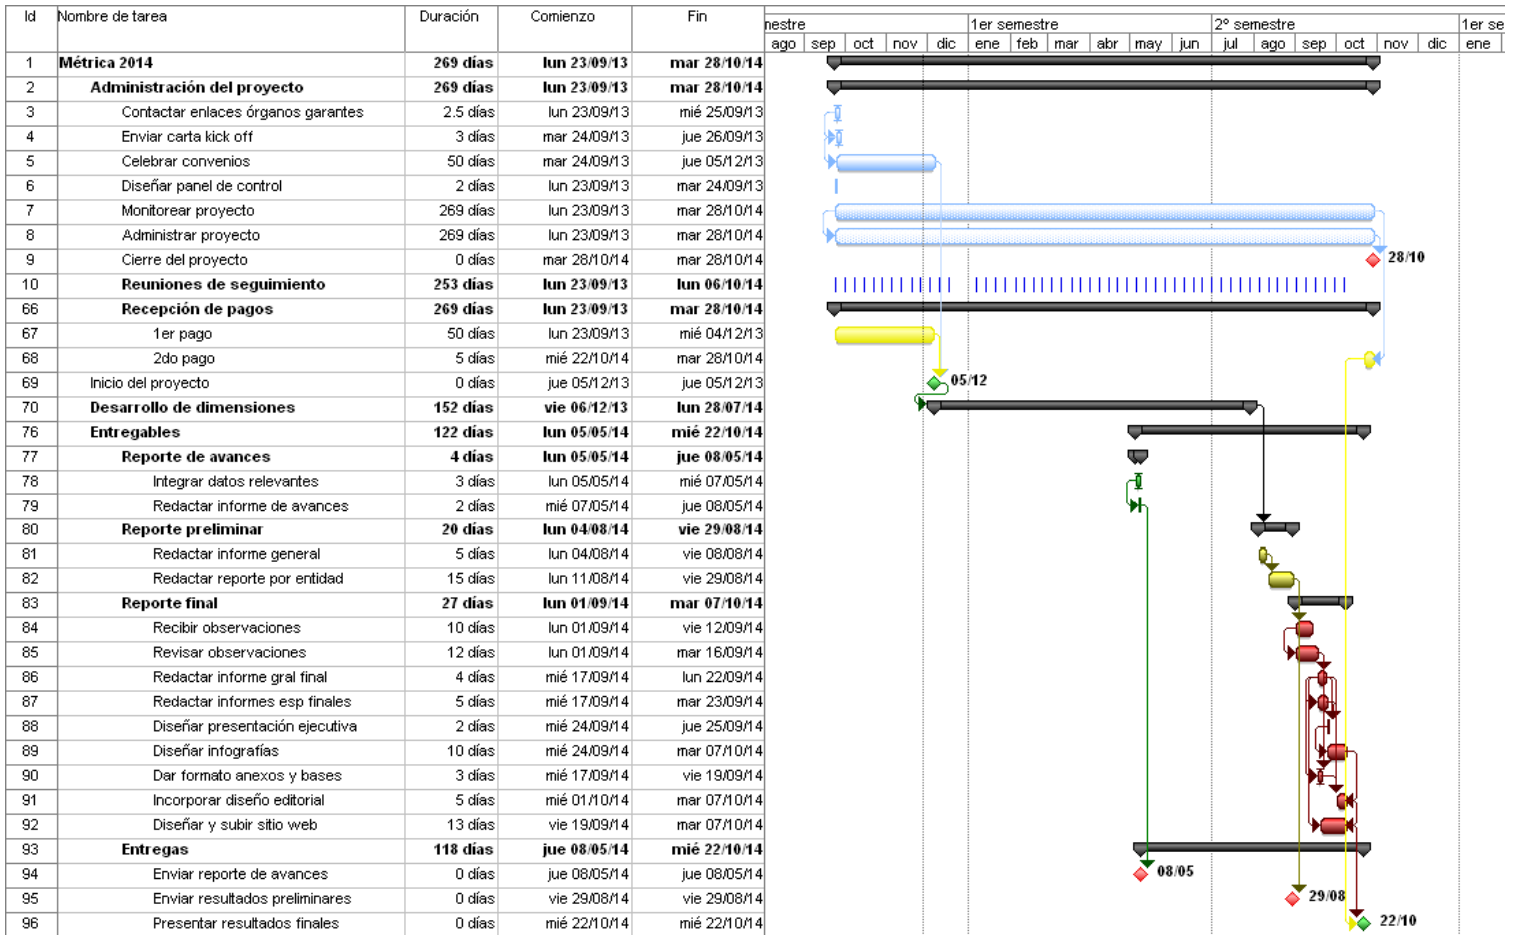 Id Nombre de tarea Duración Comienzo Fin
mestre 1er semestre 2º semestre 1er se
ago sep oct nov dic ene feb mar abr may jun jul ago sep oct nov dic ene
1 Métrica 2014 269 días lun 23/09/13 mar 28/10/14
2 Administración del proyecto 269 días lun 23/09/13 mar 28/10/14
3 Contactar enlaces órganos garantes 2.5 días lun 23/09/13 mié 25/09/13
4 Enviar carta kick off 3 días mar 24/09/13 jue 26/09/13
5 Celebrar convenios 50 días mar 24/09/13 jue 05/12/13
6 Diseñar panel de control 2 días lun 23/09/13 mar 24/09/13
7 Monitorear proyecto 269 días lun 23/09/13 mar 28/10/14
8 Administrar proyecto 269 días lun 23/09/13 mar 28/10/14
9 Cierre del proyecto 0 días mar 28/10/14 mar 28/10/14 28/10
10 Reuniones de seguimiento 253 días lun 23/09/13 lun 06/10/14
66 Recepción de pagos 269 días lun 23/09/13 mar 28/10/14
67 1er pago 50 días lun 23/09/13 mié 04/12/13
68 2do pago 5 días mié 22/10/14 mar 28/10/14
69 Inicio del proyecto 0 días jue 05/12/13 jue 05/12/13 05/12
70 Desarrollo de dimensiones 152 días vie 06/12/13 lun 28/07/14
76 Entregables 122 días lun 05/05/14 mié 22/10/14
77 Reporte de avances 4 días lun 05/05/14 jue 08/05/14
78 Integrar datos relevantes 3 días lun 05/05/14 mié 07/05/14
79 Redactar informe de avances 2 días mié 07/05/14 jue 08/05/14
80 Reporte preliminar 20 días lun 04/08/14 vie 29/08/14
81 Redactar informe general 5 días lun 04/08/14 vie 08/08/14
82 Redactar reporte por entidad 15 días lun 11/08/14 vie 29/08/14
83 Reporte final 27 días lun 01/09/14 mar 07/10/14
84 Recibir observaciones 10 días lun 01/09/14 vie 12/09/14
85 Revisar observaciones 12 días lun 01/09/14 mar 16/09/14
86 Redactar informe gral final 4 días mié 17/09/14 lun 22/09/14
87 Redactar informes esp finales 5 días mié 17/09/14 mar 23/09/14
88 Diseñar presentación ejecutiva 2 días mié 24/09/14 jue 25/09/14
89 Diseñar infografías 10 días mié 24/09/14 mar 07/10/14
90 Dar formato anexos y bases 3 días mié 17/09/14 vie 19/09/14
91 Incorporar diseño editorial 5 días mié 01/10/14 mar 07/10/14
92 Diseñar y subir sitio web 13 días vie 19/09/14 mar 07/10/14
93 Entregas 118 días jue 08/05/14 mié 22/10/14
94 Enviar reporte de avances 0 días jue 08/05/14 jue 08/05/14 08/05
95 Enviar resultados preliminares 0 días vie 29/08/14 vie 29/08/14 29/08
96 Presentar resultados finales 0 días mié 22/10/14 mié 22/10/14 22/10